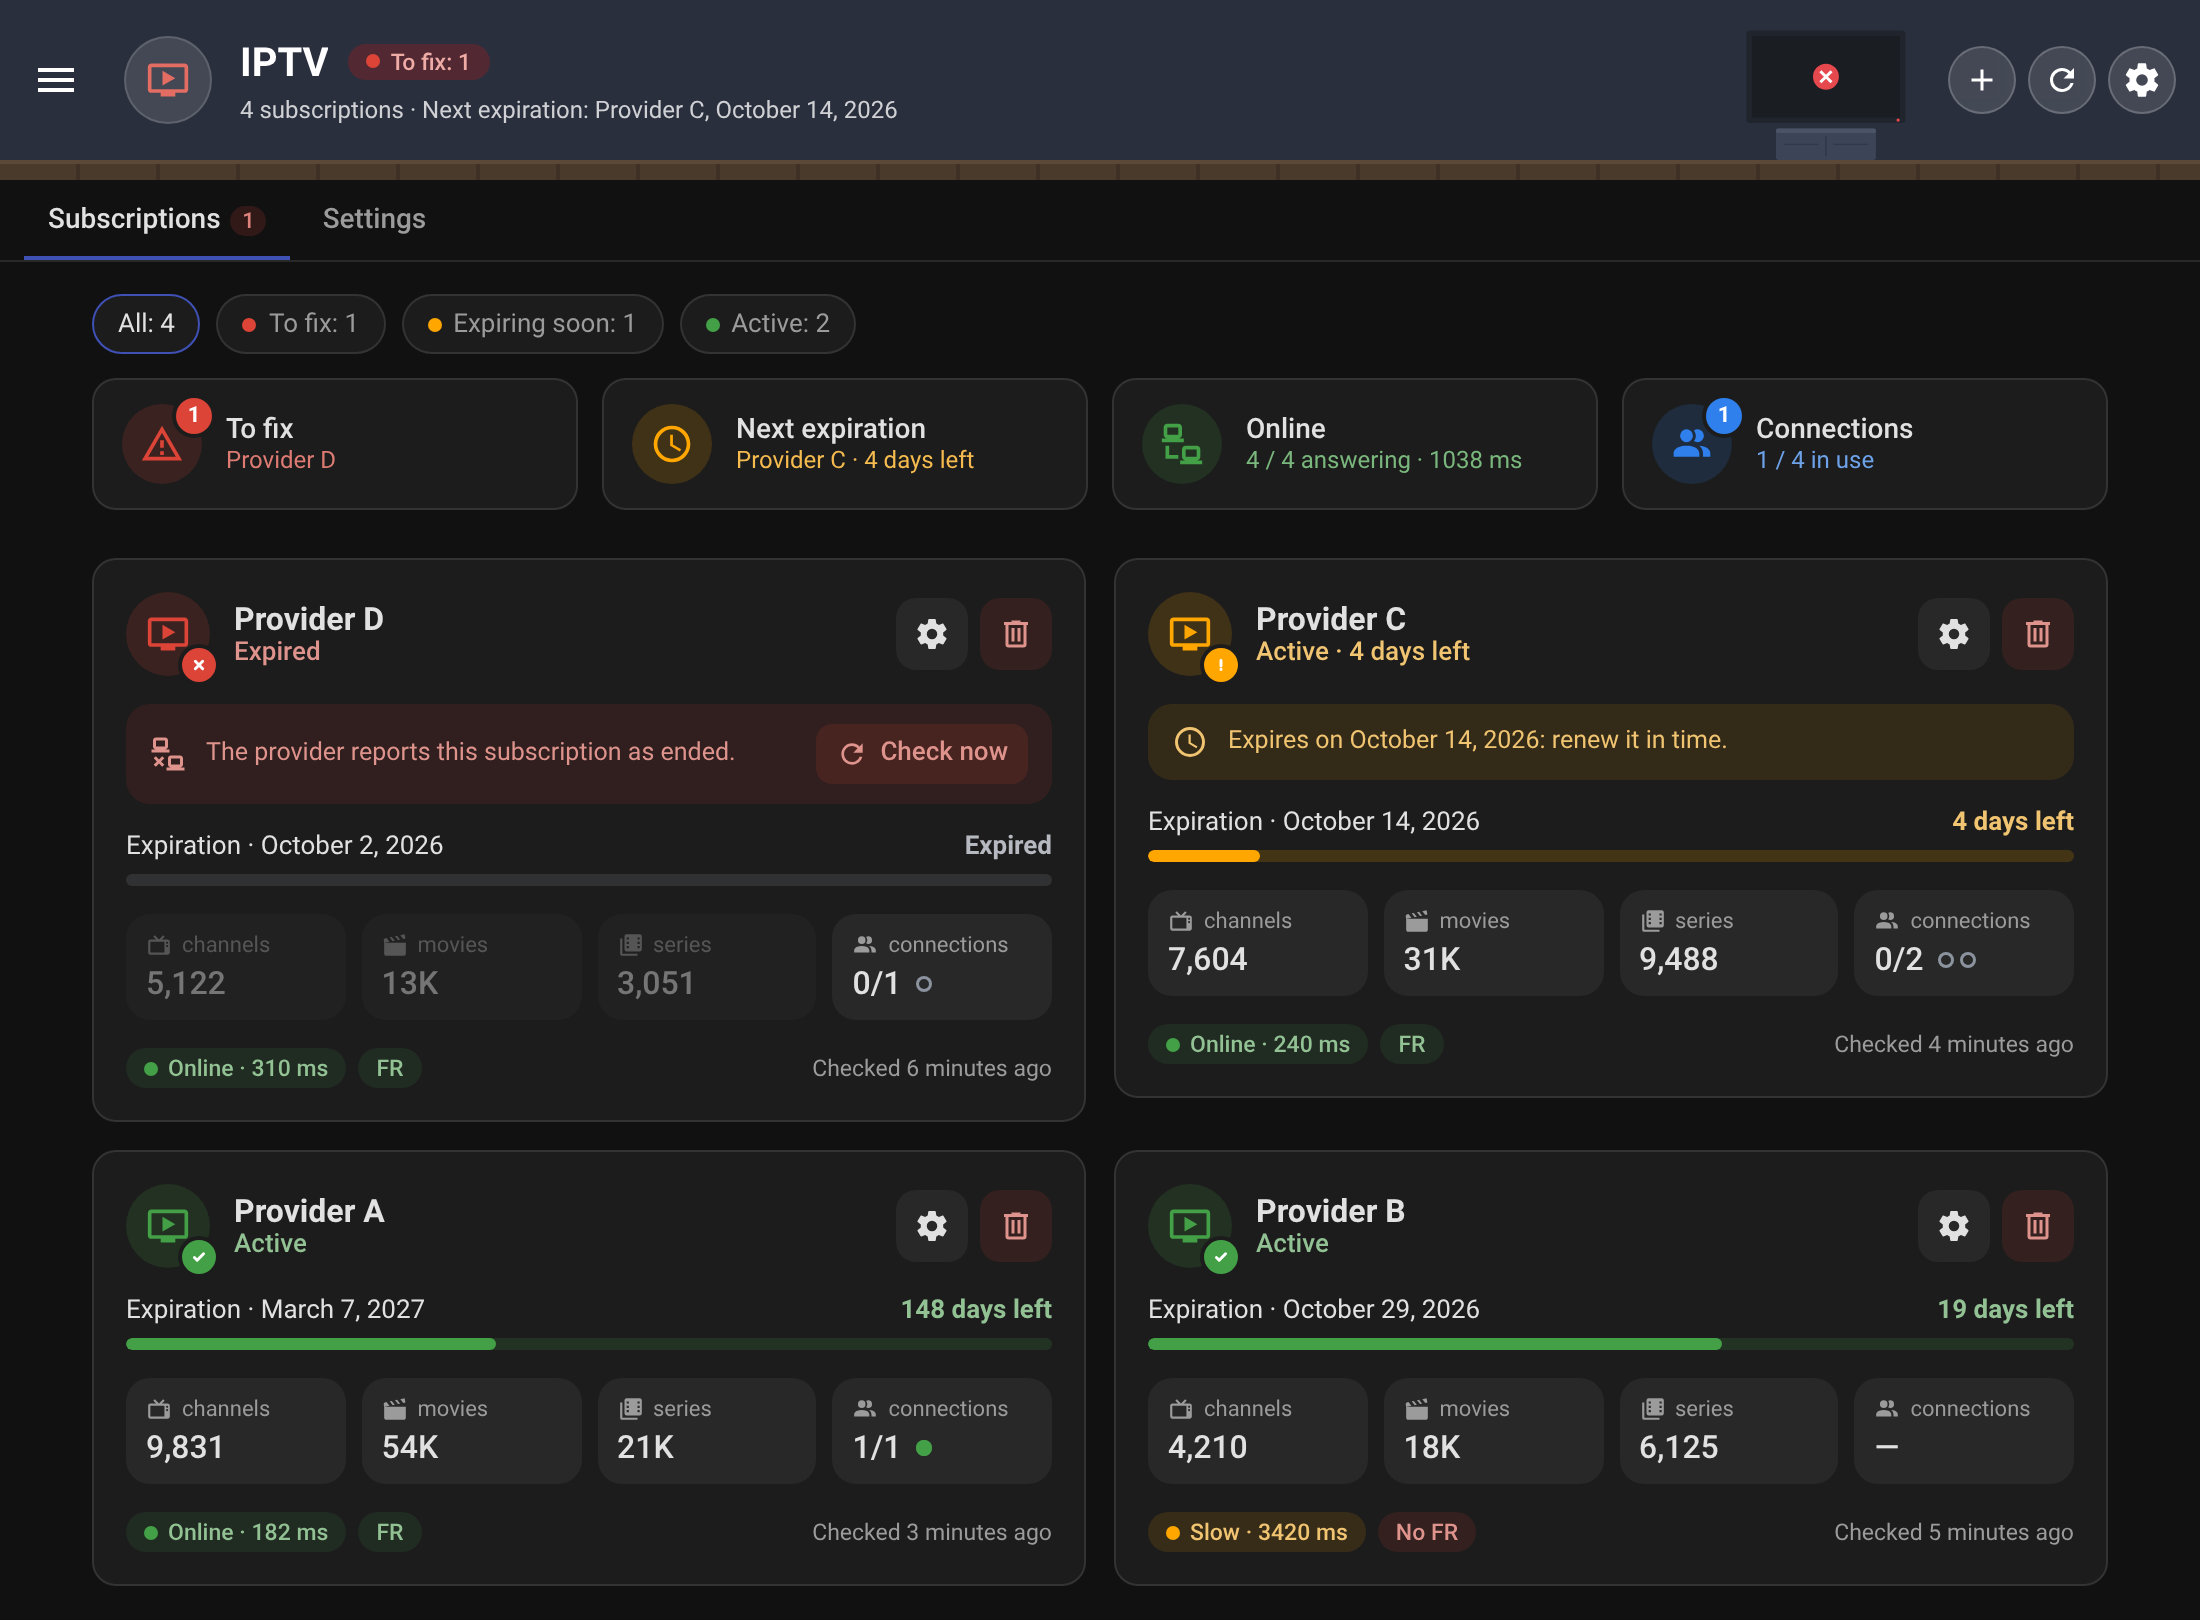 IPTV
To fix: 1
4 subscriptions · Next expiration: Provider C, October 14, 2026
Subscriptions 1
Settings
All: 4
To fix: 1
Expiring soon: 1
Active: 2
1
To fix
Provider D
Next expiration
Provider C · 4 days left
Online
4 / 4 answering · 1038 ms
1
Connections
1 / 4 in use
Provider D
Expired
The provider reports this subscription as ended.
Check now
Expiration · October 2, 2026
Expired
channels
5,122
movies
13K
series
3,051
connections
0/1
Online · 310 ms
FR
Checked 6 minutes ago
Provider C
Active · 4 days left
Expires on October 14, 2026: renew it in time.
Expiration · October 14, 2026
4 days left
channels
7,604
movies
31K
series
9,488
connections
0/2
Online · 240 ms
FR
Checked 4 minutes ago
Provider A
Active
Expiration · March 7, 2027
148 days left
channels
9,831
movies
54K
series
21K
connections
1/1
Online · 182 ms
FR
Checked 3 minutes ago
Provider B
Active
Expiration · October 29, 2026
19 days left
channels
4,210
movies
18K
series
6,125
connections
—
Slow · 3420 ms
No FR
Checked 5 minutes ago